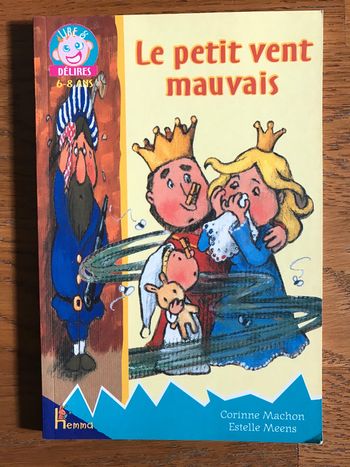 LIRE &
DÉLIRES
6-8 ANS
Le petit vent
mauvais
Corinne Machon
Estelle Meens
hemma